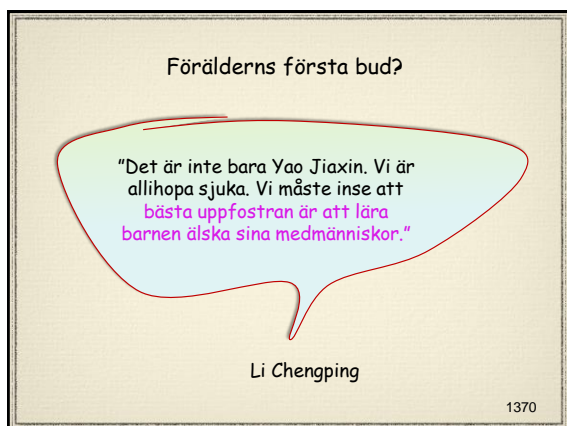 Förälderns första bud?
”Det är inte bara Yao Jiaxin. Vi är
allihopa sjuka. Vi måste inse att
bästa uppfostran är att lära
barnen älska sina medmänniskor.”
Li Chengping
1370